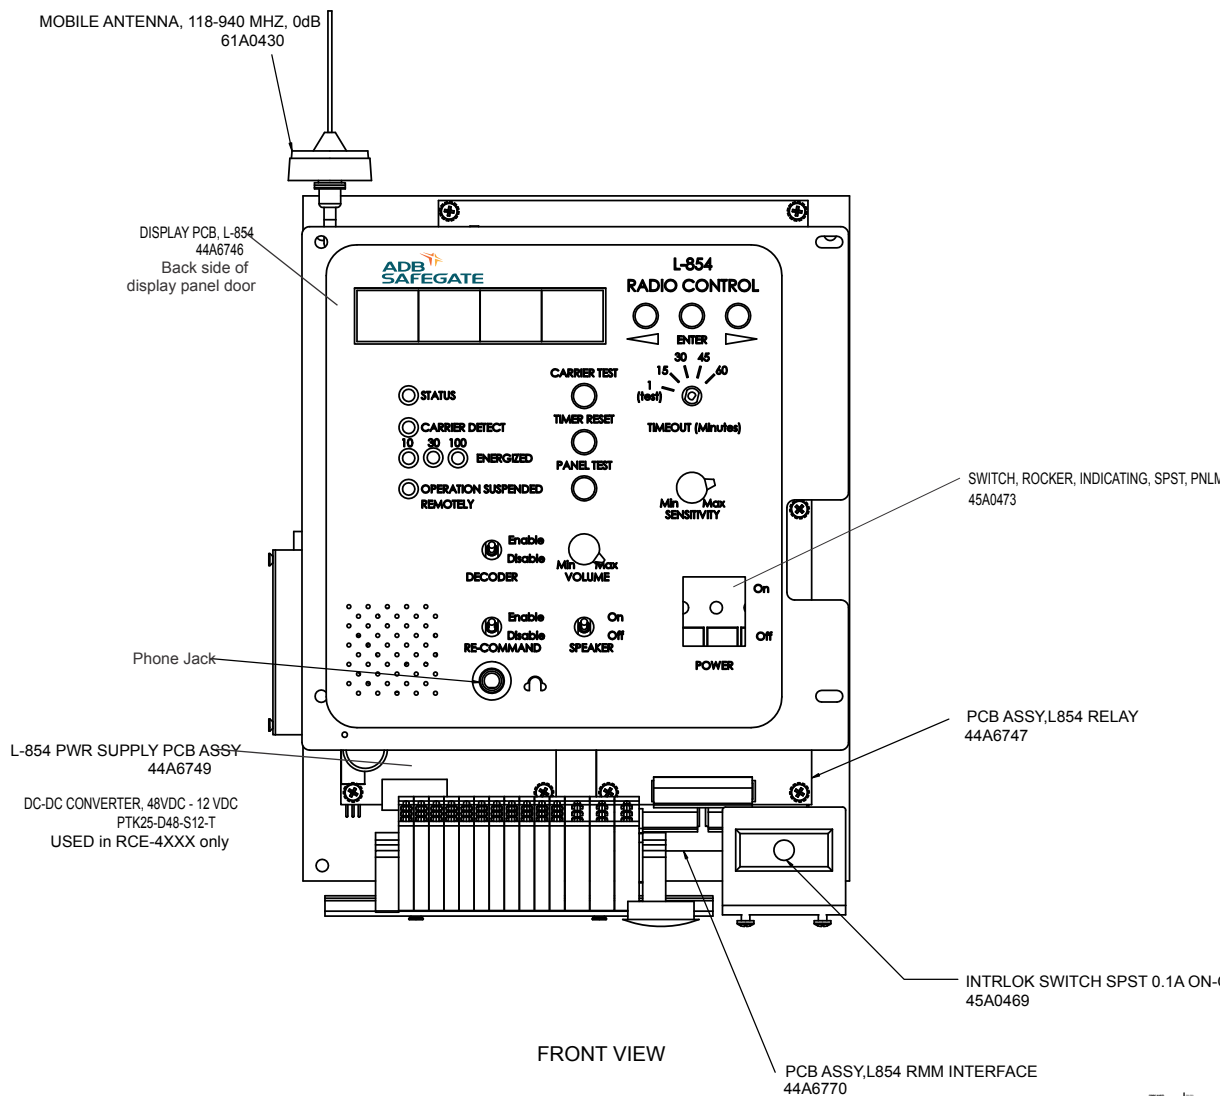 MOBILE ANTENNA, 118-940 MHZ, 0dB
61A0430
DISPLAY PCB, L-854
44A6746
Back side of
display panel door
ADB
SAFEGATE
L-854
RADIO CONTROL
ENTER
30 45
15 60
1
(test)
TIMEOUT (Minutes)
CARRIER TEST
STATUS
TIMER RESET
CARRIER DETECT
10 30 100
ENERGIZED
PANEL TEST
OPERATION SUSPENDED
REMOTELY
Min Max
SENSITIVITY
SWITCH, ROCKER, INDICATING, SPST, PNLM
45A0473
Enable
Disable
DECODER
Min Max
VOLUME
On
Off
POWER
Enable
Disable
RE-COMMAND
On
Off
SPEAKER
Phone Jack
PCB ASSY,L854 RELAY
44A6747
L-854 PWR SUPPLY PCB ASSY
44A6749
DC-DC CONVERTER, 48VDC - 12 VDC
PTK25-D48-S12-T
USED in RCE-4XXX only
INTRLOK SWITCH SPST 0.1A ON-
45A0469
FRONT VIEW
PCB ASSY,L854 RMM INTERFACE
44A6770